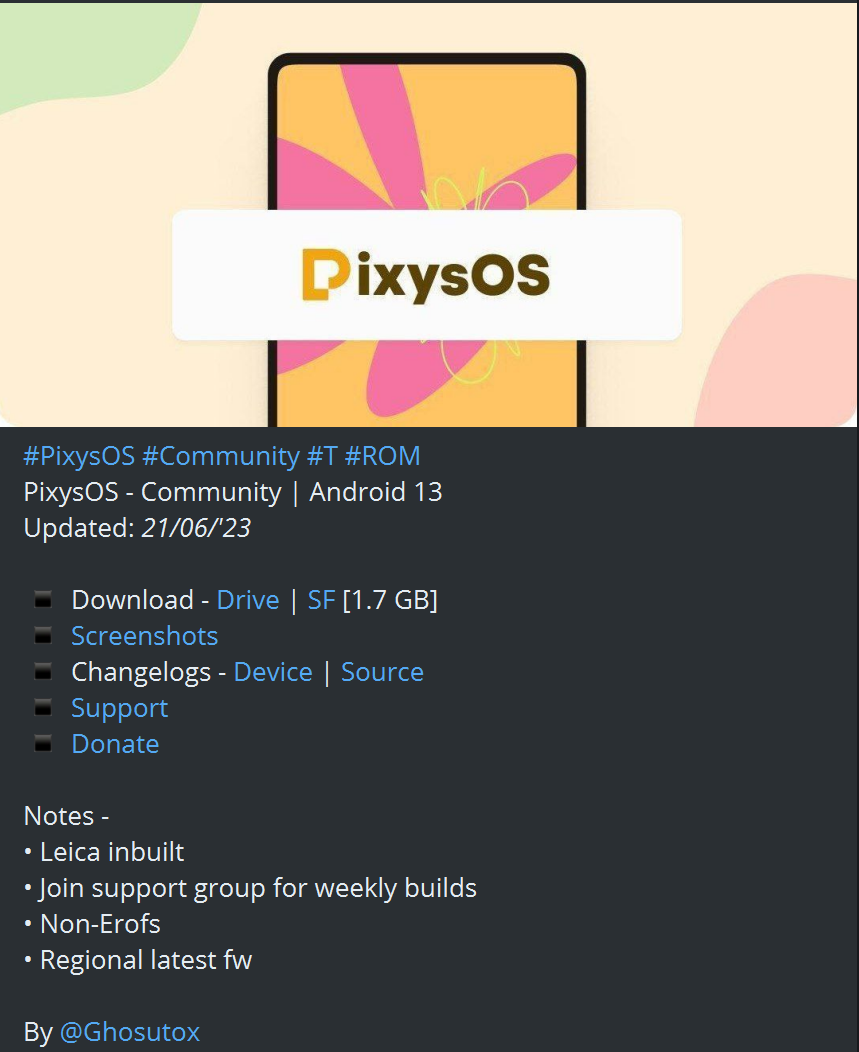 PixysOS
#PixysOS #Community #T #ROM
PixysOS - Community | Android 13
Updated: 21/06/'23
▪ Download - Drive | SF [1.7 GB]
▪ Screenshots
▪ Changelogs - Device | Source
▪ Support
▪ Donate
Notes -
• Leica inbuilt
• Join support group for weekly builds
• Non-Erofs
• Regional latest fw
By @Ghosutox